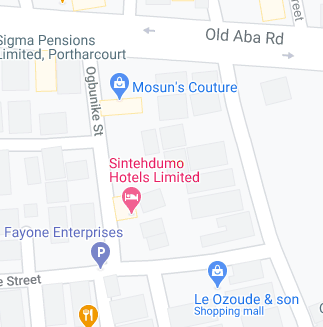 Old Aba Rd
Sigma Pensions
Limited, Portharcourt
Ogbunike St
Mosun's Couture
Sintehdumo
Hotels Limited
Fayone Enterprises
P
Street
Le Ozoude & son
Shopping mall